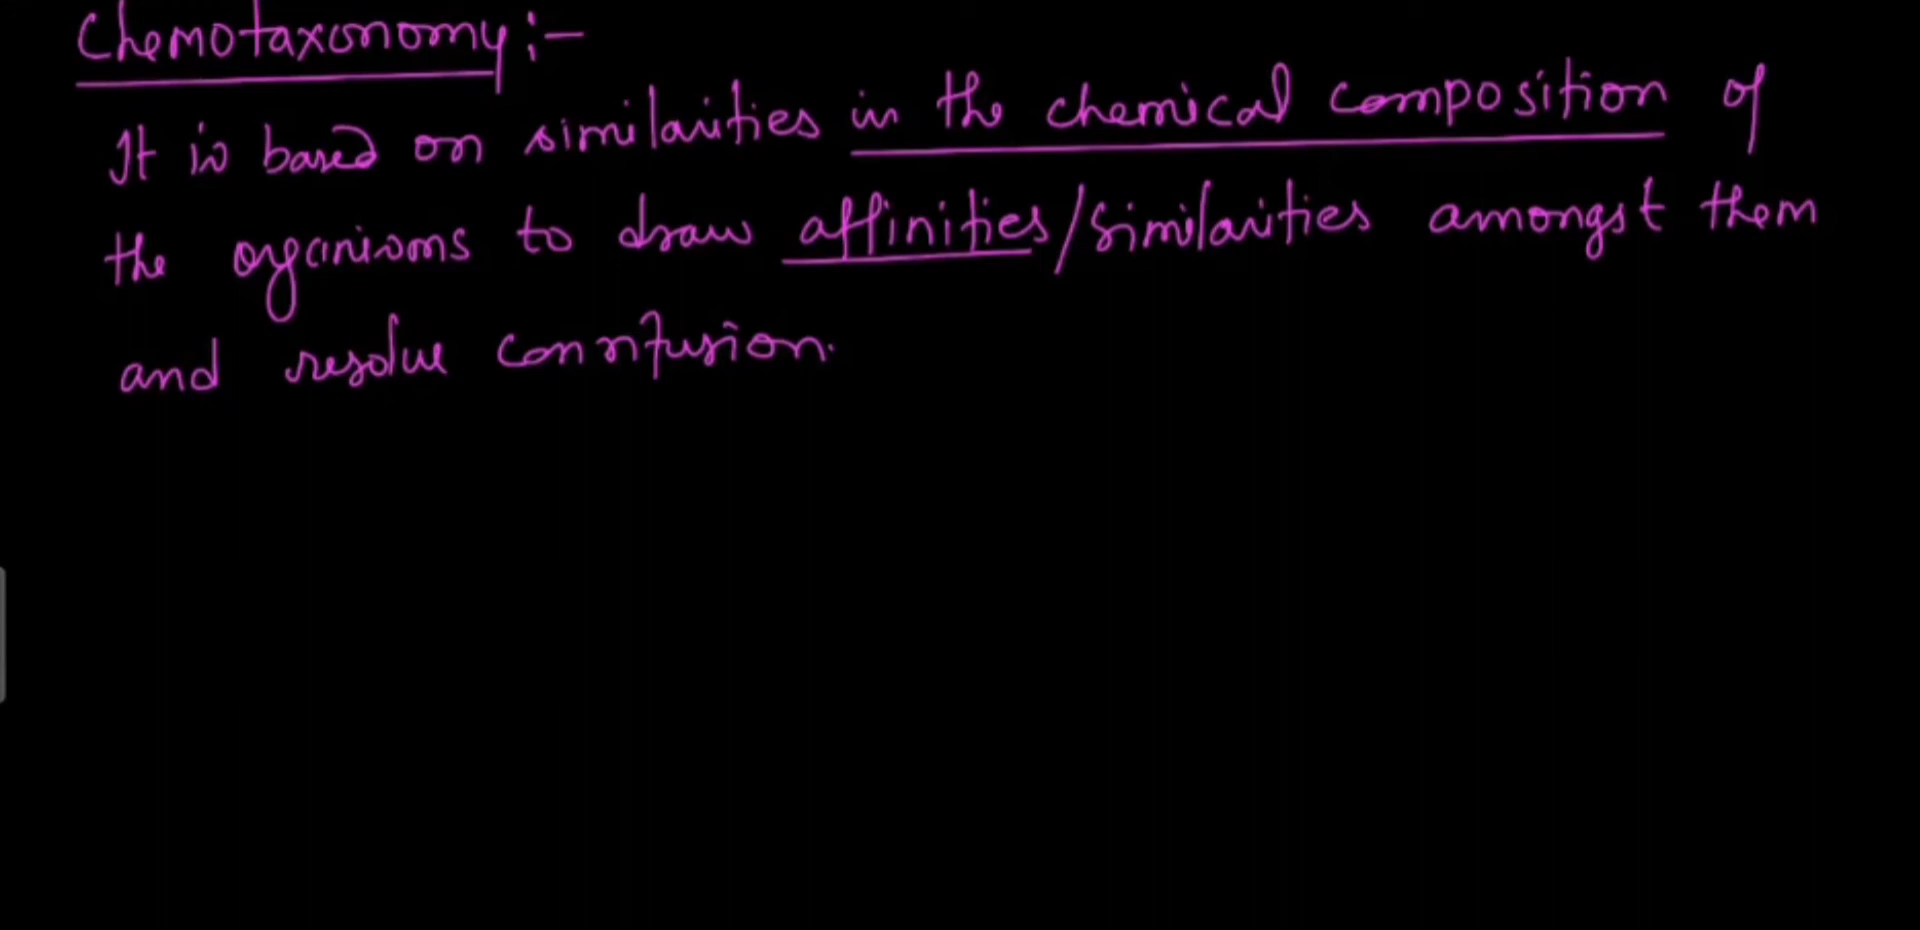 Chemotaxonomy :-
It is based on similarities in the chemical composition of
the organisms to draw affinities/similarities amongst them
and resolve connfusion.